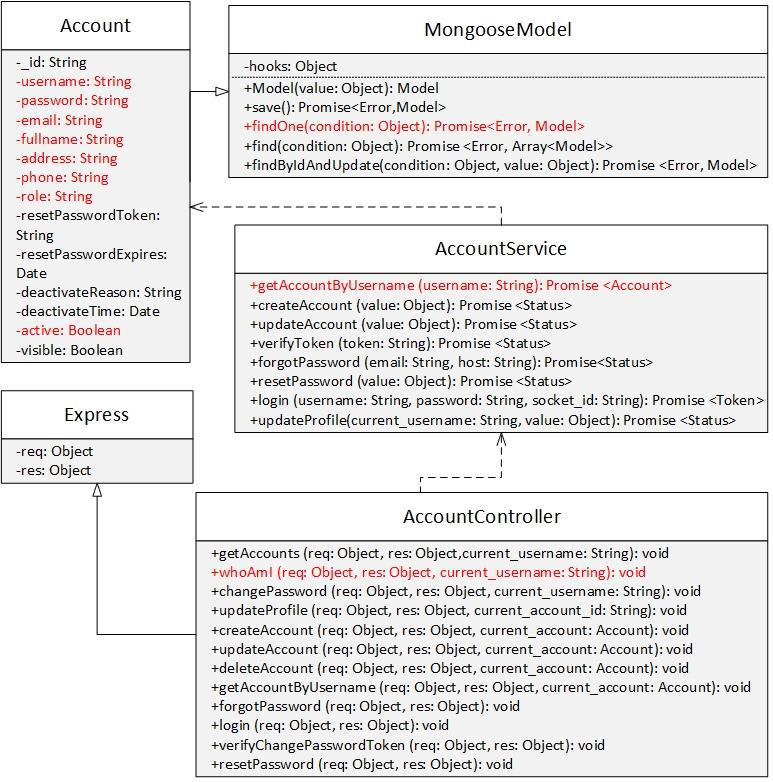 Account
-_id: String
-username: String
-password: String
-email: String
-fullname: String
-address: String
-phone: String
-role: String
-resetPasswordToken:
String
-resetPasswordExpires:
Date
-deactivateReason: String
-deactivateTime: Date
-active: Boolean
-visible: Boolean
MongooseModel
-hooks: Object
+Model(value: Object): Model
+save(): Promise<Error,Model>
+findOne(condition: Object): Promise<Error, Model>
+find(condition: Object): Promise <Error, Array<Model>>
+findByIdAndUpdate(condition: Object, value: Object): Promise <Error, Model>
AccountService
+getAccountByUsername (username: String): Promise <Account>
+createAccount (value: Object): Promise <Status>
+updateAccount (value: Object): Promise <Status>
+verifyToken (token: String): Promise <Status>
+forgotPassword (email: String, host: String): Promise<Status>
+resetPassword (value: Object): Promise <Status>
+login (username: String, password: String, socket_id: String): Promise <Token>
+updateProfile(current_username: String, value: Object): Promise <Status>
Express
-req: Object
-res: Object
AccountController
+getAccounts (req: Object, res: Object,current_username: String): void
+whoAmI (req: Object, res: Object, current_username: String): void
+changePassword (req: Object, res: Object, current_username: String): void
+updateProfile (req: Object, res: Object, current_account_id: String): void
+createAccount (req: Object, res: Object, current_account: Account): void
+updateAccount (req: Object, res: Object, current_account: Account): void
+deleteAccount (req: Object, res: Object, current_account: Account): void
+getAccountByUsername (req: Object, res: Object, current_account: Account): void
+forgotPassword (req: Object, res: Object): void
+login (req: Object, res: Object): void
+verifyChangePasswordToken (req: Object, res: Object): void
+resetPassword (req: Object, res: Object): void